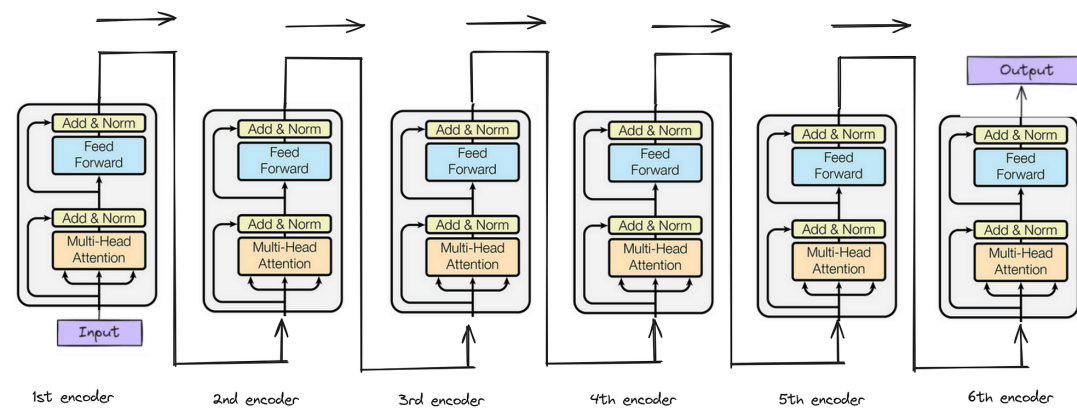 Output
Add & Norm
Feed
Forward
Add & Norm
Multi-Head
Attention
Input
1st encoder
Add & Norm
Feed
Forward
Add & Norm
Multi-Head
Attention
2nd encoder
Add & Norm
Feed
Forward
Add & Norm
Multi-Head
Attention
3rd encoder
Add & Norm
Feed
Forward
Add & Norm
Multi-Head
Attention
4th encoder
Add & Norm
Feed
Forward
Add & Norm
Multi-Head
Attention
5th encoder
Add & Norm
Feed
Forward
Add & Norm
Multi-Head
Attention
6th encoder